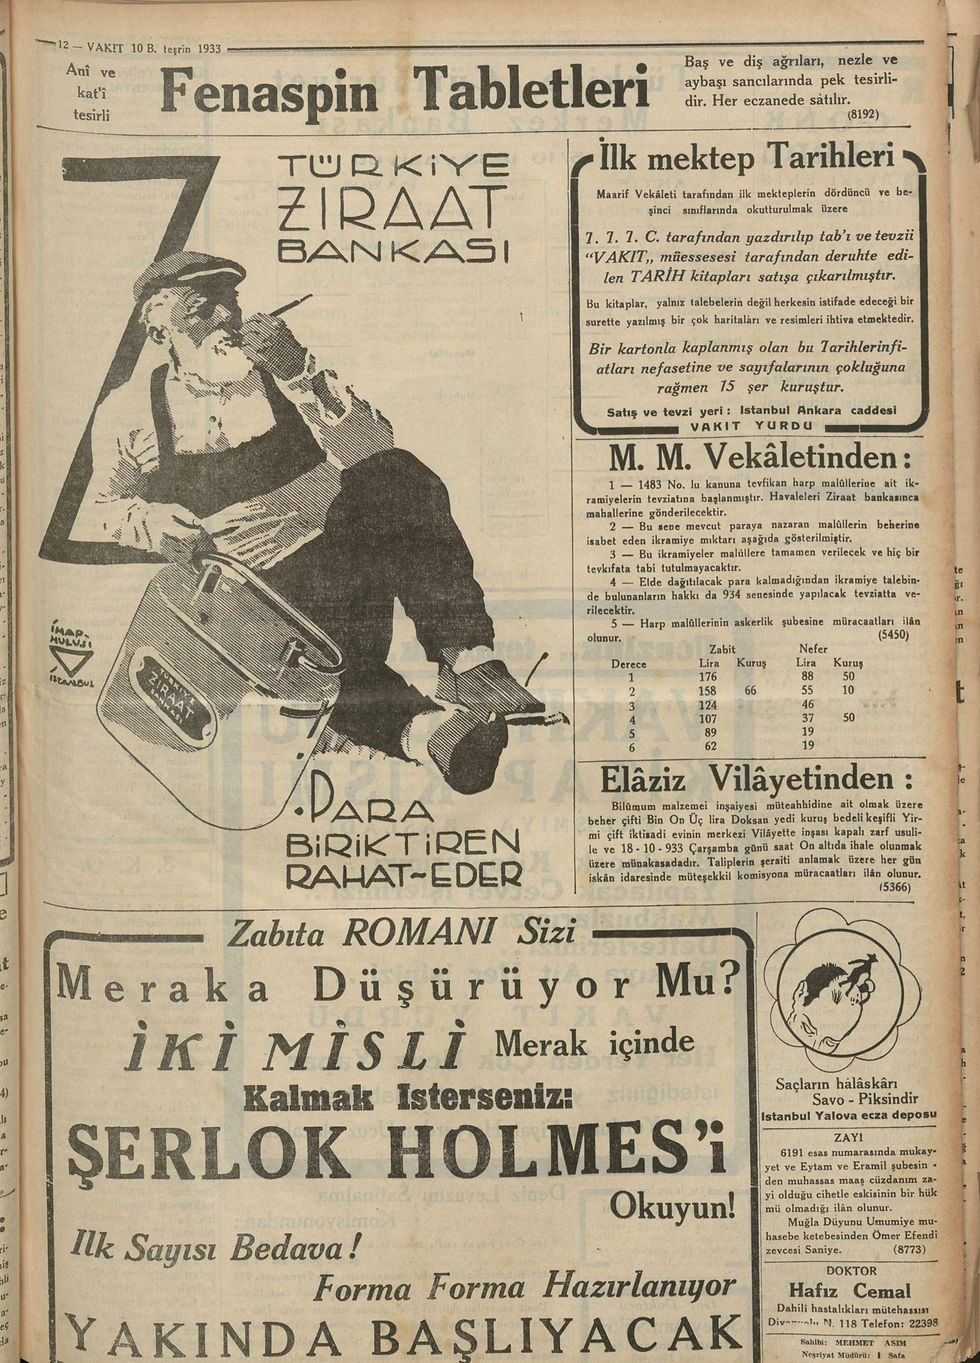 12 — VAKIT 10 B. teşrin 1933
Anî ve
kat'î
tesirli
Fenaspin Tabletleri
Baş ve diş ağrıları, nezle ve
aybaşı sancılarında pek tesirli-
dir. Her eczanede satılır.
(8192)
TÜRKİYE
ZIRAAT
BANKASI
İHAP
HULUSİ
İSTANBUL
TÜRKİYE
ZİRAAT
BANKASI
PARA
BİRİKTİREN
RAHAT~EDER
İlk mektep Tarihleri
Maarif Vekâleti tarafından ilk mekteplerin dördüncü ve be-
şinci sınıflarında okutturulmak üzere
T. T. T. C. tarafından yazdırılıp tab'ı ve tevzii
“VAKIT„ müessesesi tarafından deruhte edi-
len TARİH kitapları satışa çıkarılmıştır.
Bu kitaplar, yalnız talebelerin değil herkesin istifade edeceği bir
surette yazılmış bir çok haritaları ve resimleri ihtiva etmektedir.
Bir kartonla kaplanmış olan bu Tarihlerinfi-
atları nefasetine ve sayıfalarının çokluğuna
rağmen 15 şer kuruştur.
Satış ve tevzi yeri : Istanbul Ankara caddesi
VAKIT YURDU
M. M. Vekâletinden :
1 — 1483 No. lu kanuna tevfikan harp malûllerine ait ik-
ramiyelerin tevziatına başlanmıştır. Havaleleri Ziraat bankasınca
mahallerine gönderilecektir.
2 — Bu sene mevcut paraya nazaran malûllerin beherine
isabet eden ikramiye mıktarı aşağıda gösterilmiştir.
3 — Bu ikramiyeler malûllere tamamen verilecek ve hiç bir
tevkıfata tabi tutulmayacaktır.
4 — Elde dağıtılacak para kalmadığından ikramiye talebin-
de bulunanların hakkı da 934 senesinde yapılacak tevziatta ve-
rilecektir.
5 — Harp malûllerinin askerlik şubesine müracaatları ilân
olunur. (5450)
Zabit Nefer
Derece Lira Kuruş Lira Kuruş
1 176 88 50
2 158 66 55 10
3 124 46
4 107 37 50
5 89 19
6 62 19
Elâziz Vilâyetinden :
Bilûmum malzemei inşaiyesi müteahhidine ait olmak üzere
beher çifti Bin On Üç lira Doksan yedi kuruş bedeli keşifli Yir-
mi çift iktisadi evinin merkezi Vilâyette inşası kapalı zarf usuli-
le ve 18 - 10 - 933 Çarşamba günü saat On altıda ihale olunmak
üzere münakasadadır. Taliplerin şeraiti anlamak üzere her gün
iskân idaresinde müteşekkil komisyona müracaatları ilân olunur.
(5366)
Zabıta ROMANI Sizi
Meraka Düşürüyor Mu?
İKİ MİSLİ Merak içinde
Kalmak Isterseniz:
ŞERLOK HOLMES'i
Okuyun!
Ilk Sayısı Bedava !
Forma Forma Hazırlanıyor
YAKINDA BAŞLIYACAK
Saçların halâskârı
Savo - Piksindir
Istanbul Yalova ecza deposu
ZAYI
6191 esas numarasında mukay-
yet ve Eytam ve Eramil şubesin -
den muhassas maaş cüzdanım za-
yi olduğu cihetle eskisinin bir hük
mü olmadığı ilân olunur.
Muğla Düyunu Umumiye mu-
hasebe ketebesinden Ömer Efendi
zevcesi Saniye. (8773)
DOKTOR
Hafız Cemal
Dahilî hastalıkları mütehassısı
N. 118 Telefon: 22398
Sahibi: MEHMET ASIM
Neşriyat Müdürü: 1 Safa